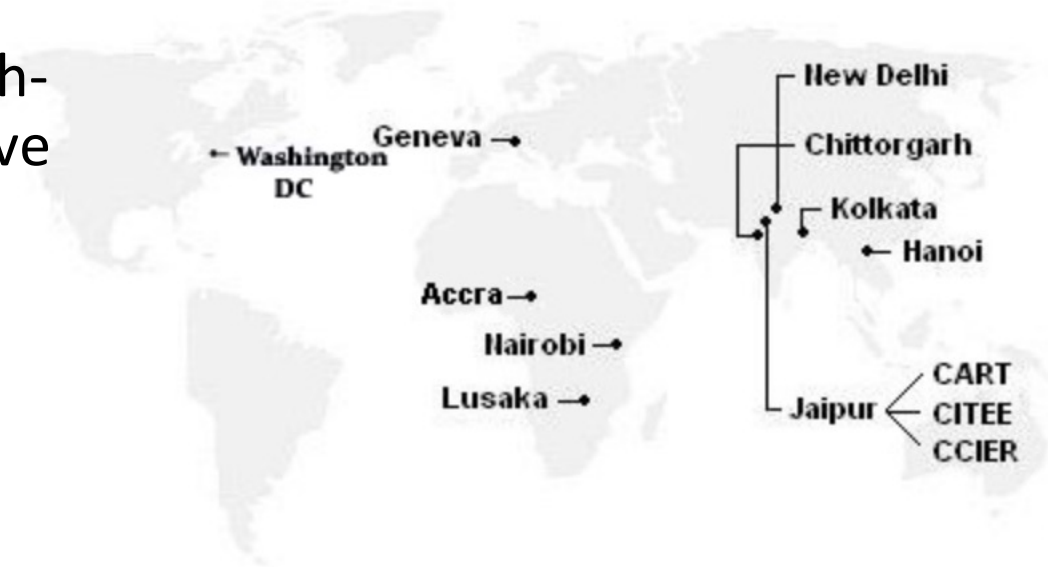 h-
ve
New Delhi
Geneva
Chittorgarh
Washington
DC
Kolkata
Hanoi
Accra
Nairobi
Lusaka
Jaipur
CART
CITEE
CCIER